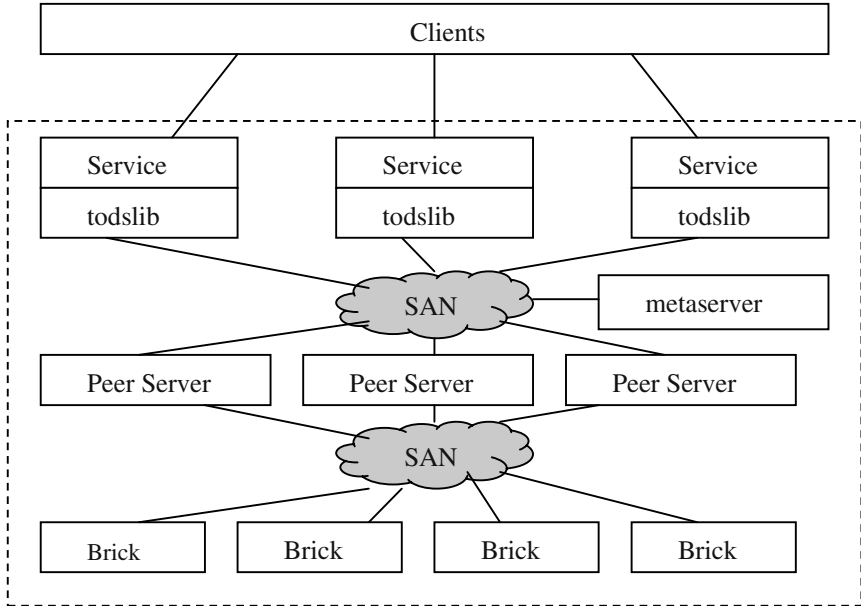 Clients
Service Service Service
todslib todslib todslib
SAN
metaserver
Peer Server Peer Server Peer Server
SAN
Brick Brick Brick Brick